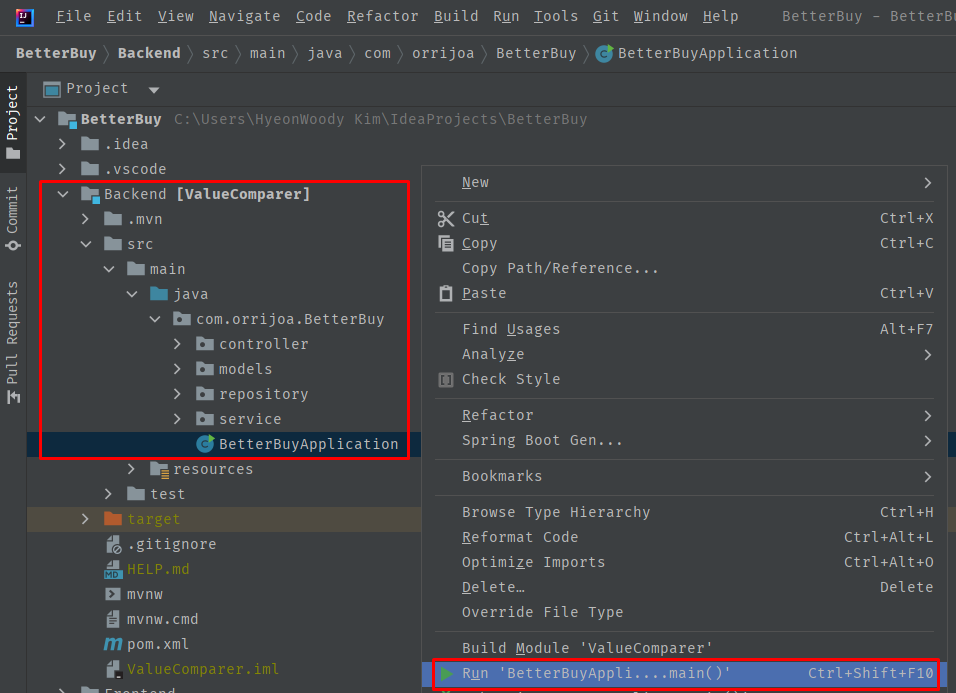 File Edit View Navigate Code Refactor Build Run Tools Git Window Help BetterBuy - BetterBu
BetterBuy Backend src main java com orrijoa BetterBuy BetterBuyApplication
Project
Project
Commit
Pull Requests
BetterBuy C:\Users\HyeonWoody Kim\IdeaProjects\BetterBuy
.idea
.vscode
Backend [ValueComparer]
.mvn
src
main
java
com.orrijoa.BetterBuy
controller
models
repository
service
BetterBuyApplication
resources
test
target
.gitignore
HELP.md
mvnw
mvnw.cmd
pom.xml
ValueComparer.iml
Frontend
New
Cut Ctrl+X
Copy Ctrl+C
Copy Path/Reference...
Paste Ctrl+V
Find Usages Alt+F7
Analyze
Check Style
Refactor
Spring Boot Gen...
Bookmarks
Browse Type Hierarchy Ctrl+H
Reformat Code Ctrl+Alt+L
Optimize Imports Ctrl+Alt+O
Delete… Delete
Override File Type
Build Module 'ValueComparer'
Run 'BetterBuyAppli....main()' Ctrl+Shift+F10